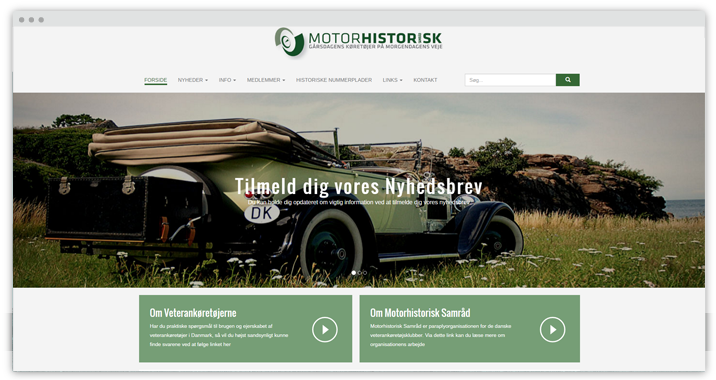 MOTORHISTORISK
GÅRSDAGENS KØRETØJER PÅ MORGENDAGENS VEJE
FORSIDE NYHEDER INFO MEDLEMMER HISTORISKE NUMMERPLADER LINKS KONTAKT Søg..
Tilmeld dig vores Nyhedsbrev
Du kan holde dig opdateret om vigtig information ved at tilmelde dig vores nyhedsbrev
DK
Om Veterankøretøjerne
Har du praktiske spørgsmål til brugen og ejerskabet af
veterankøretøjer i Danmark, så vil du højst sandsynligt kunne
finde svarene ved at følge linket her
Om Motorhistorisk Samråd
Motorhistorisk Samråd er paraplyorganisationen for de danske
veterankøretøjsklubber. Via dette link kan du læse mere om
organisationens arbejde